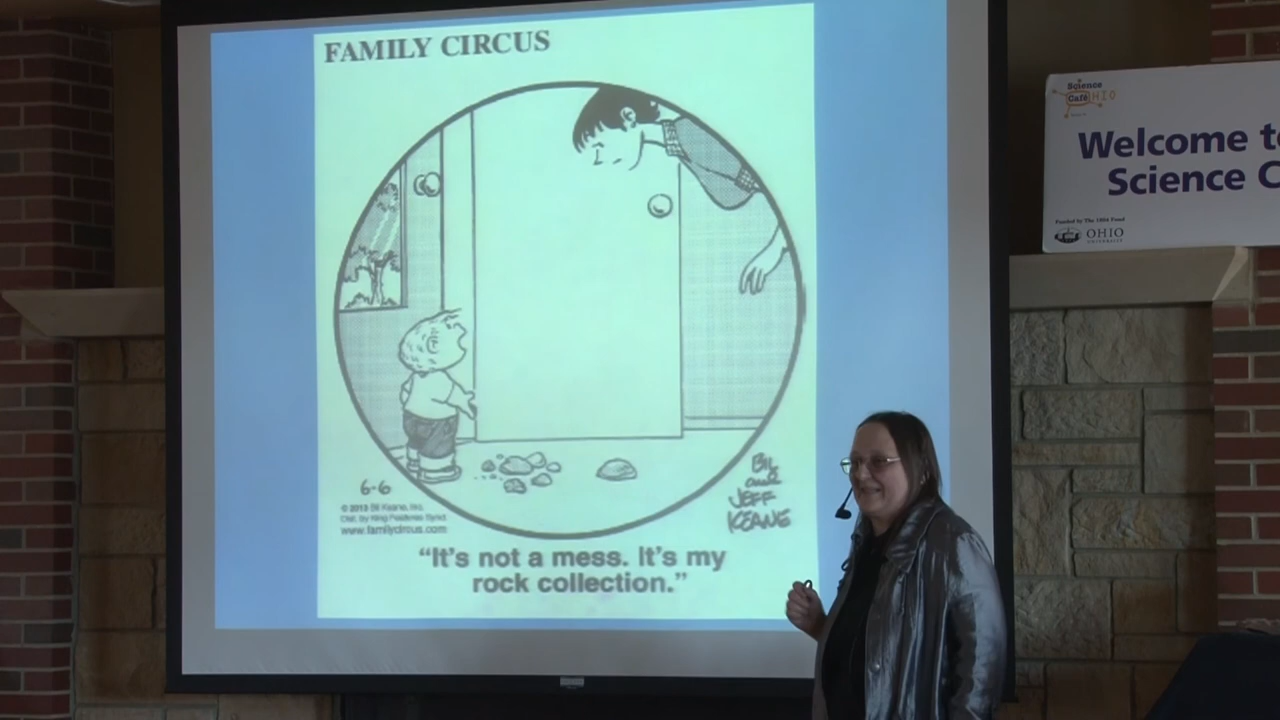 FAMILY CIRCUS
6-6
© 2013 Bil Keane, Inc.
Dist. by King Features Synd.
www.familycircus.com
BIL
and
JEFF
KEANE
“It’s not a mess. It’s my
rock collection.”
Science
Café
Welcome to
Science C
Funded by The 1804 Fund
OHIO
UNIVERSITY